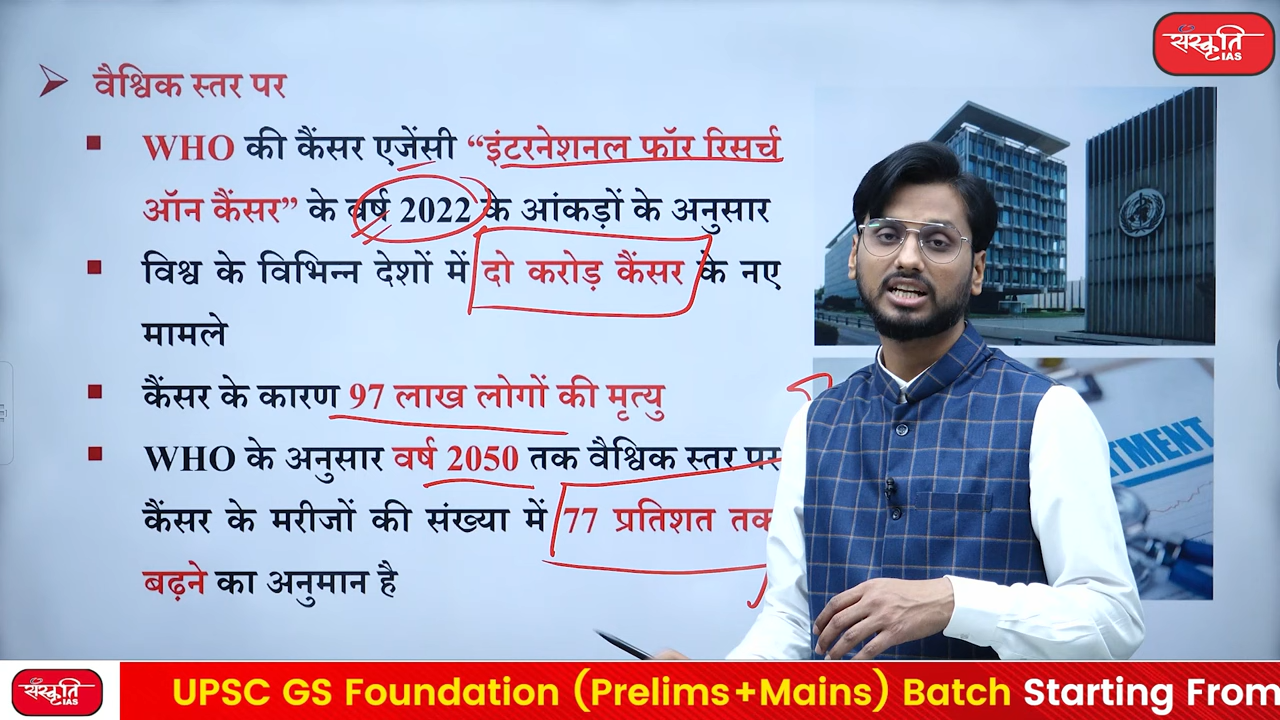 संस्कृति
IAS
वैश्विक स्तर पर
WHO की कैंसर एजेंसी “इंटरनेशनल फॉर रिसर्च
ऑन कैंसर” के वर्ष 2022 के आंकड़ों के अनुसार
विश्व के विभिन्न देशों में दो करोड़ कैंसर के नए
मामले
कैंसर के कारण 97 लाख लोगों की मृत्यु
WHO के अनुसार वर्ष 2050 तक वैश्विक स्तर पर
कैंसर के मरीजों की संख्या में 77 प्रतिशत तक
बढ़ने का अनुमान है
TMENT
संस्कृति
IAS
UPSC GS Foundation (Prelims+Mains) Batch Starting From